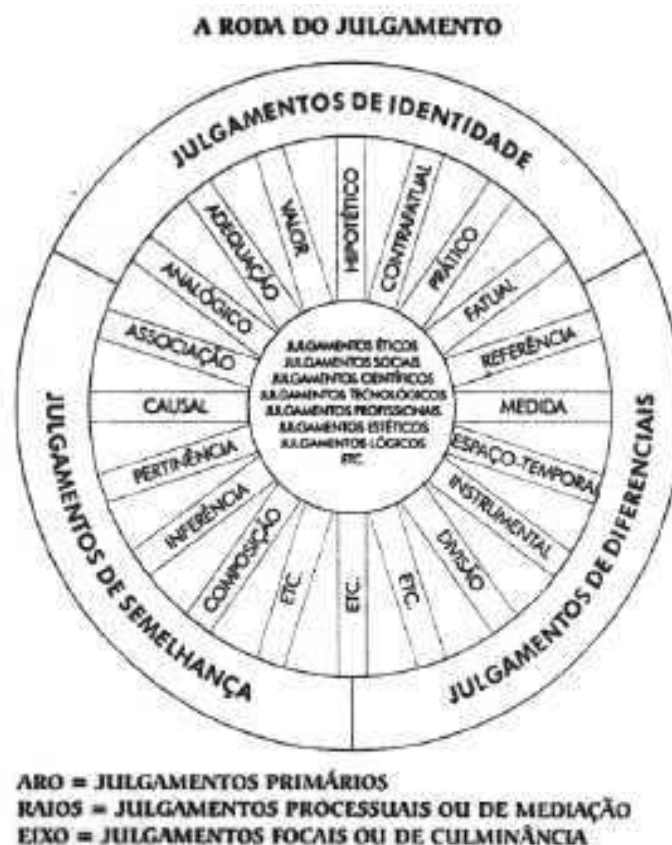 A RODA DO JULGAMENTO
JULGAMENTOS DE IDENTIDADE
JULGAMENTOS DE DIFERENCIAIS
JULGAMENTOS DE SEMELHANÇA
HIPOTÉTICO
CONTRAFATUAL
PRÁTICO
FATUAL
REFERÊNCIA
MEDIDA
ESPAÇO-TEMPORAL
INSTRUMENTAL
DIVISÃO
ETC.
ETC.
ETC.
COMPOSIÇÃO
INFERÊNCIA
PERTINÊNCIA
CAUSAL
ASSOCIAÇÃO
ANALÓGICO
ADEQUAÇÃO
VALOR
JULGAMENTOS ÉTICOS
JULGAMENTOS SOCIAIS
JULGAMENTOS CIENTÍFICOS
JULGAMENTOS TECNOLÓGICOS
JULGAMENTOS PROFISSIONAIS
JULGAMENTOS ESTÉTICOS
JULGAMENTOS LÓGICOS
ETC.
ARO = JULGAMENTOS PRIMÁRIOS
RAIOS = JULGAMENTOS PROCESSUAIS OU DE MEDIAÇÃO
EIXO = JULGAMENTOS FOCAIS OU DE CULMINÂNCIA